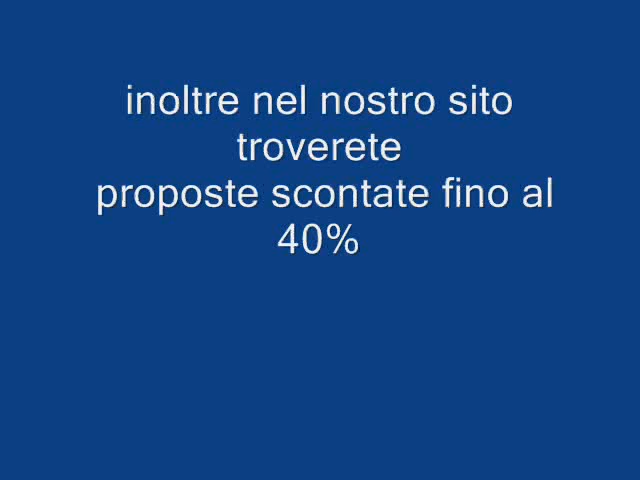 inoltre nel nostro sito
troverete
proposte scontate fino al
40%